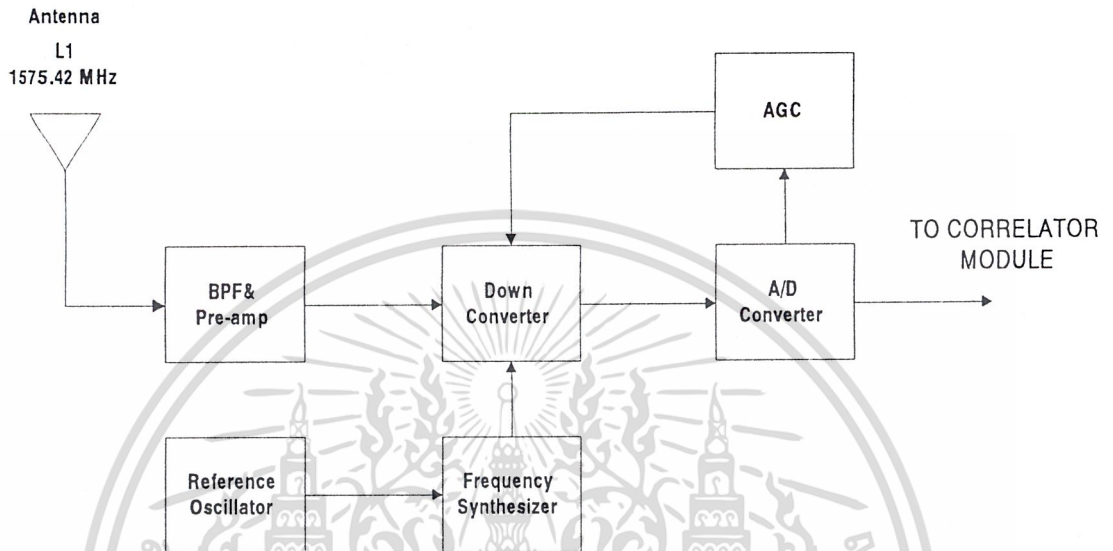 Antenna
L1
1575.42 MHz
AGC
TO CORRELATOR
MODULE
BPF&
Pre-amp
Down
Converter
A/D
Converter
Reference
Oscillator
Frequency
Synthesizer